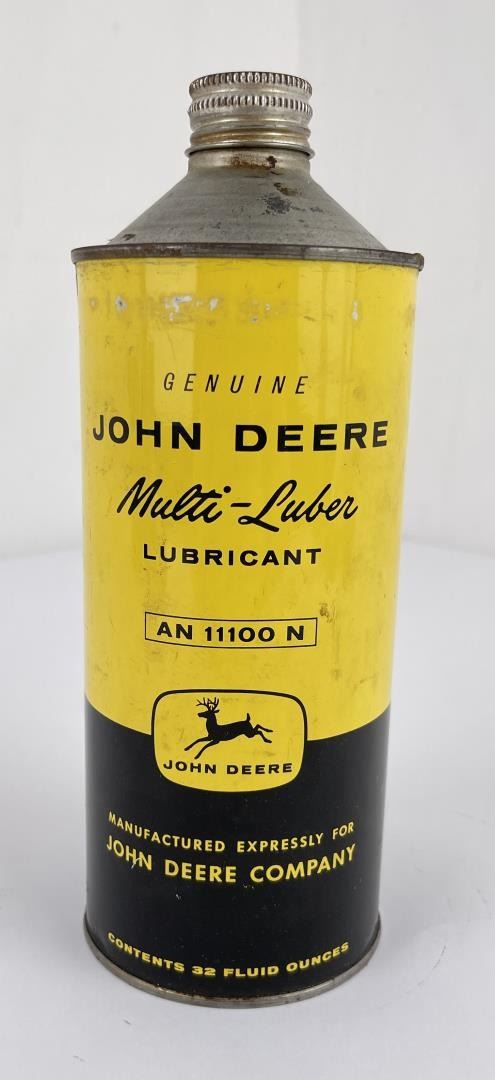 GENUINE
JOHN DEERE
Multi-Luber
LUBRICANT
AN 11100 N
JOHN DEERE
MANUFACTURED EXPRESSLY FOR
JOHN DEERE COMPANY
CONTENTS 32 FLUID OUNCES